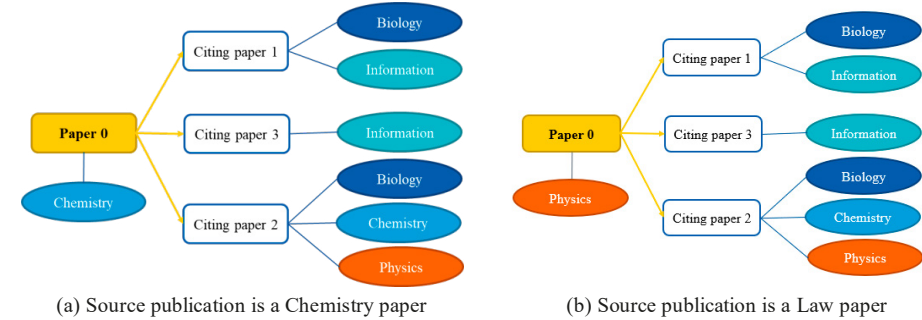 Biology
Citing paper 1
Information
Paper 0
Citing paper 3
Information
Chemistry
Biology
Citing paper 2
Chemistry
Physics
(a) Source publication is a Chemistry paper
Biology
Citing paper 1
Information
Paper 0
Citing paper 3
Information
Physics
Biology
Citing paper 2
Chemistry
Physics
(b) Source publication is a Law paper